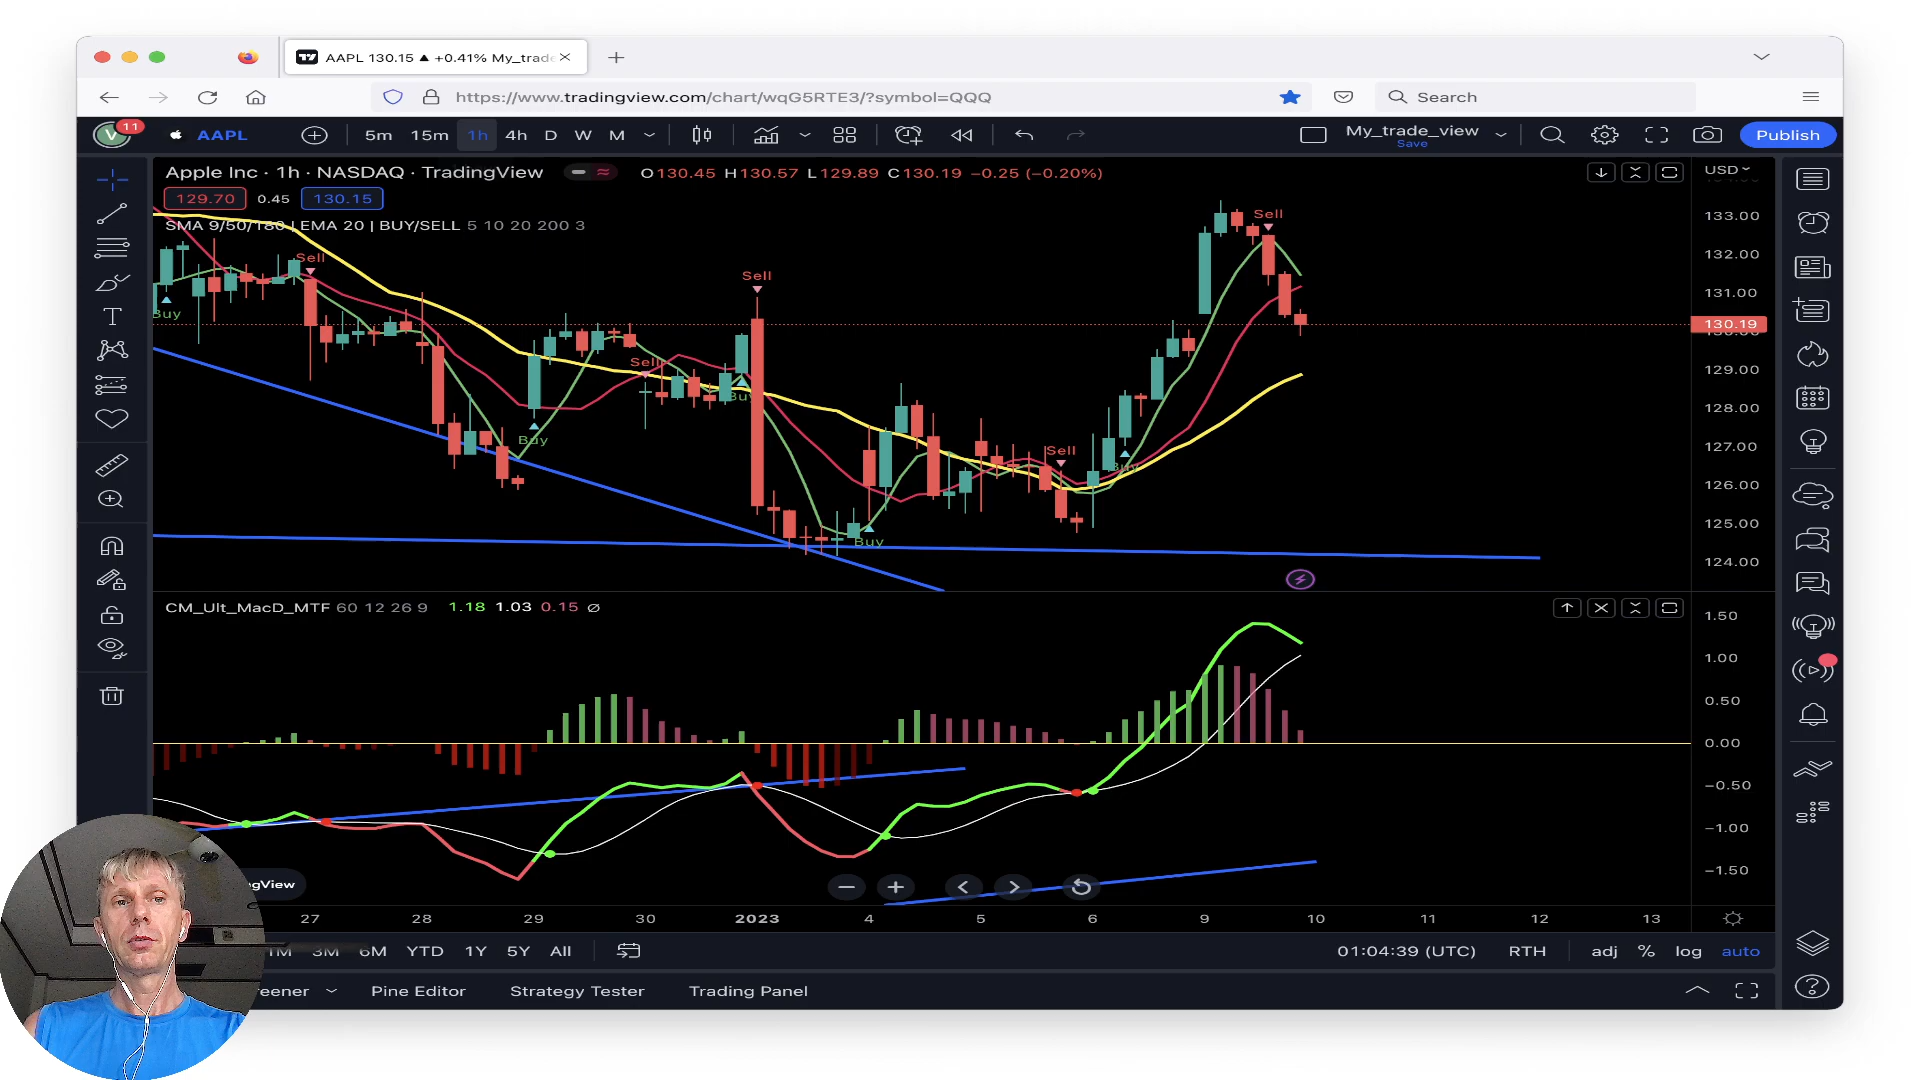 AAPL 130.15 ▲ +0.41% My_trade
https://www.tradingview.com/chart/wqG5RTE3/?symbol=QQQ
Search
V 11 AAPL 5m 15m 1h 4h D W M My_trade_view Save Publish
Apple Inc · 1h · NASDAQ · TradingView O130.45 H130.57 L129.89 C130.19 −0.25 (−0.20%) USD
129.70 0.45 130.15
SMA 9/50/180 | EMA 20 | BUY/SELL 5 10 20 200 3
133.00
Sell
132.00
Sell
Sell
131.00
Buy
130.19
Sell
129.00
Buy
128.00
Buy
127.00
Sell
Buy
126.00
125.00
Buy
124.00
CM_Ult_MacD_MTF 60 12 26 9 1.18 1.03 0.15 ∅
1.50
1.00
0.50
0.00
−0.50
−1.00
−1.50
gView
27 28 29 30 2023 4 5 6 9 10 11 12 13
1M 3M 6M YTD 1Y 5Y All 01:04:39 (UTC) RTH adj % log auto
eener Pine Editor Strategy Tester Trading Panel